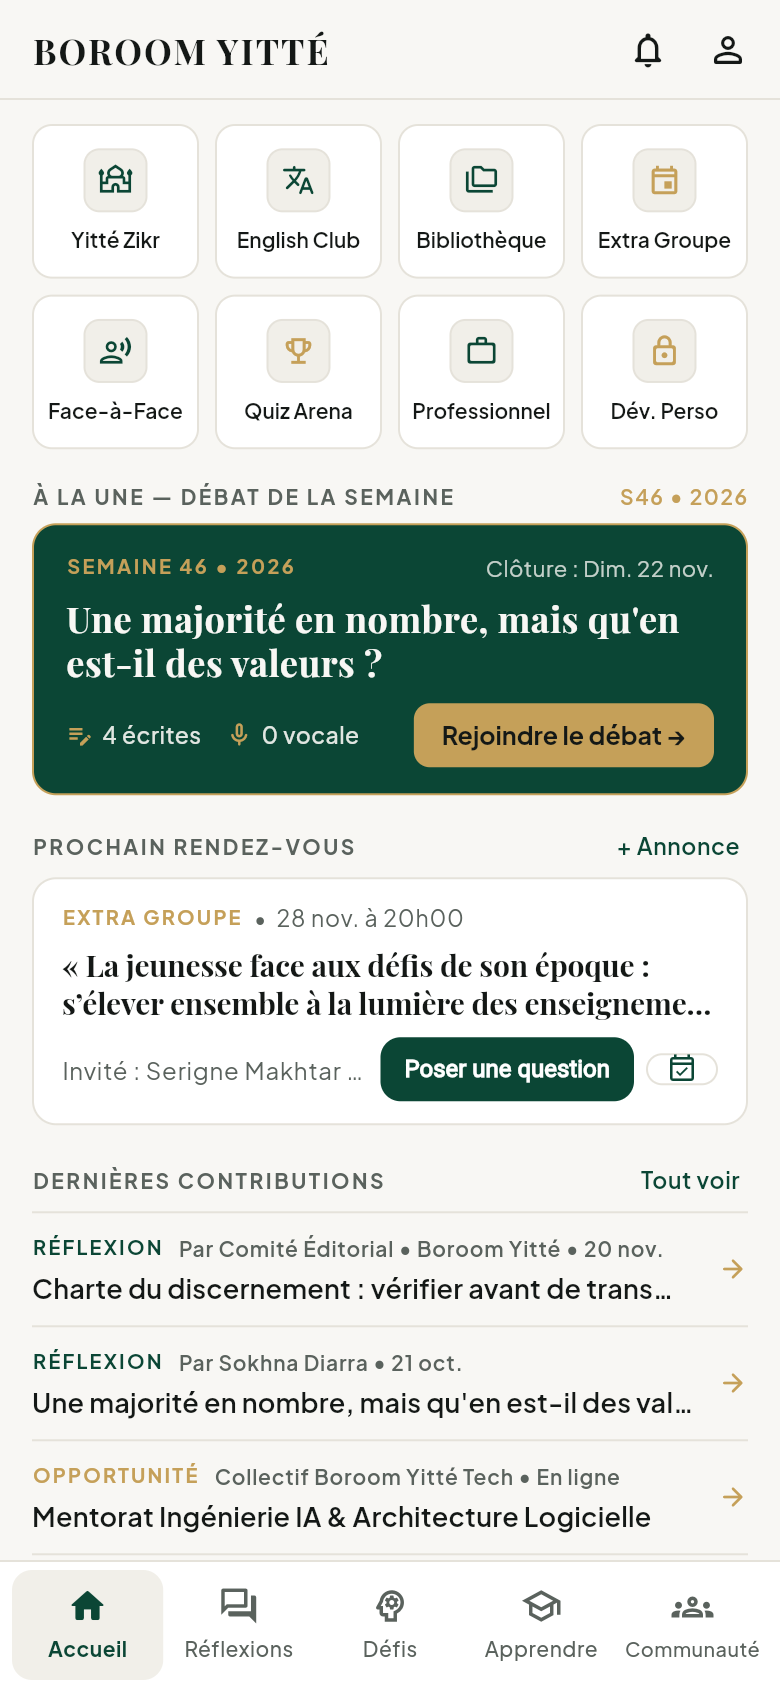 BOROOM YITTÉ
Yitté Zikr
English Club
Bibliothèque
Extra Groupe
Face-à-Face
Quiz Arena
Professionnel
Dév. Perso
À LA UNE — DÉBAT DE LA SEMAINE
S46 • 2026
SEMAINE 46 • 2026
Clôture : Dim. 22 nov.
Une majorité en nombre, mais qu'en
est-il des valeurs ?
4 écrites
0 vocale
Rejoindre le débat →
PROCHAIN RENDEZ-VOUS
+ Annonce
EXTRA GROUPE • 28 nov. à 20h00
« La jeunesse face aux défis de son époque :
s’élever ensemble à la lumière des enseigneme...
Invité : Serigne Makhtar ...
Poser une question
DERNIÈRES CONTRIBUTIONS
Tout voir
RÉFLEXION Par Comité Éditorial • Boroom Yitté • 20 nov.
Charte du discernement : vérifier avant de trans...
RÉFLEXION Par Sokhna Diarra • 21 oct.
Une majorité en nombre, mais qu'en est-il des val...
OPPORTUNITÉ Collectif Boroom Yitté Tech • En ligne
Mentorat Ingénierie IA & Architecture Logicielle
Accueil
Réflexions
Défis
Apprendre
Communauté